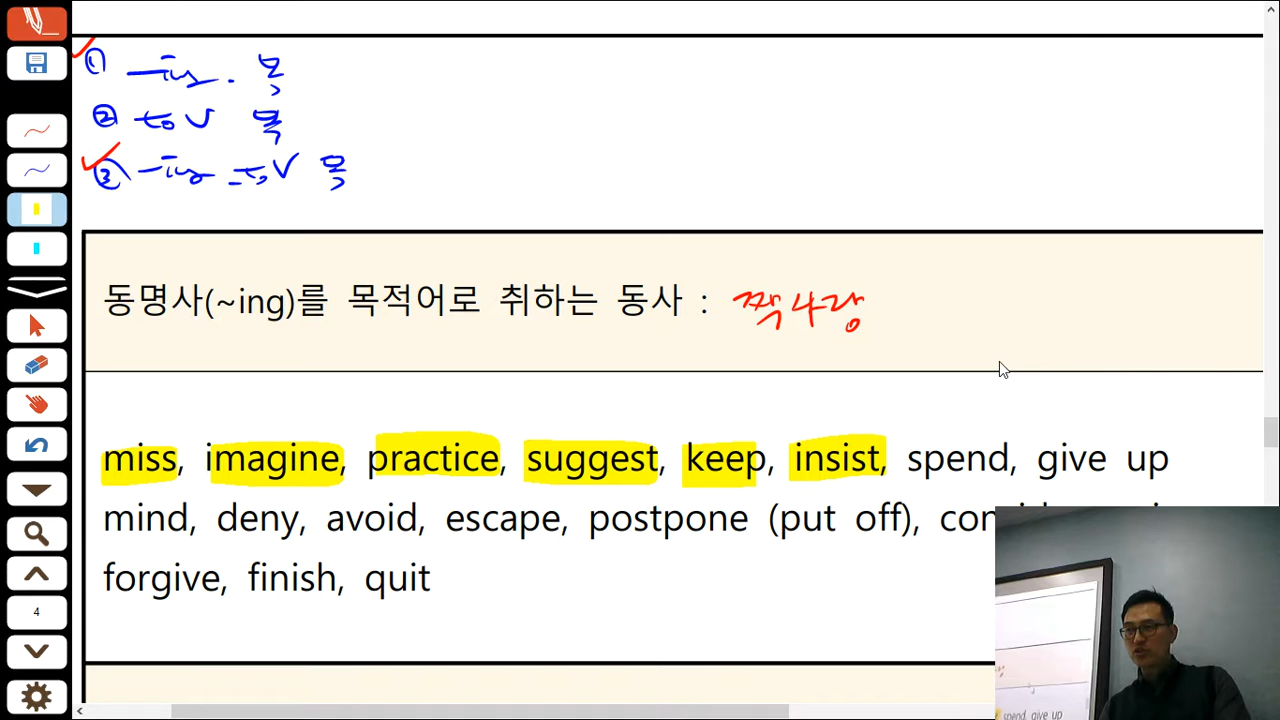 ① -ing. 목
② to V 목
③ -ing to V 목
동명사(~ing)를 목적어로 취하는 동사 : 짝사랑
miss, imagine, practice, suggest, keep, insist, spend, give up
mind, deny, avoid, escape, postpone (put off),
forgive, finish, quit
4
spend, give up